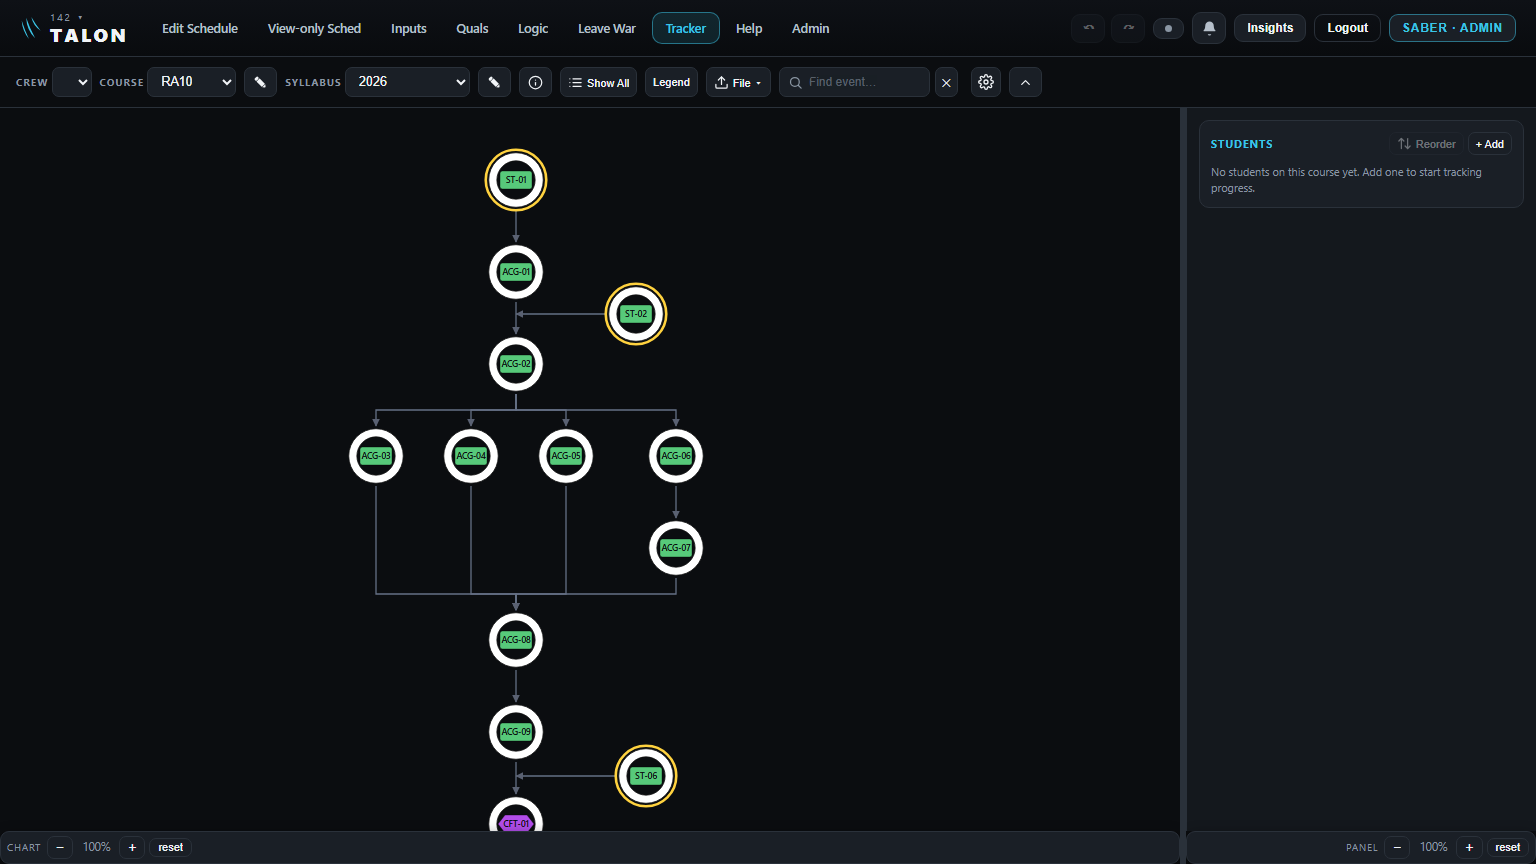 142
TALON
Edit Schedule
View-only Sched
Inputs
Quals
Logic
Leave War
Tracker
Help
Admin
Insights
Logout
SABER · ADMIN
CREW
COURSE
RA10
SYLLABUS
2026
Show All
Legend
File
Find event...
STUDENTS
Reorder
+ Add
No students on this course yet. Add one to start tracking
progress.
ST-01
ACG-01
ST-02
ACG-02
ACG-03
ACG-04
ACG-05
ACG-06
ACG-07
ACG-08
ACG-09
ST-06
CFT-01
CHART
−
100%
+
reset
PANEL
−
100%
+
reset